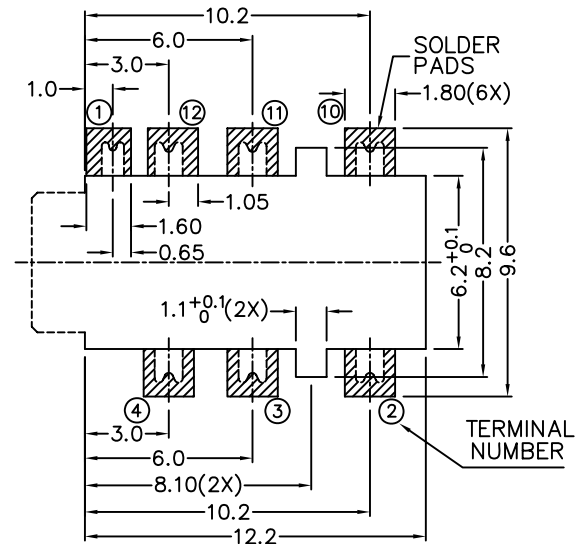 10.2
6.0
3.0
1.0
SOLDER
PADS
1.80(6X)
1
12
11
10
1.05
1.60
0.65
1.1 +0.1 0 (2X)
6.2 +0.1 0
8.2
9.6
4
3
2
3.0
6.0
8.10(2X)
10.2
12.2
TERMINAL
NUMBER